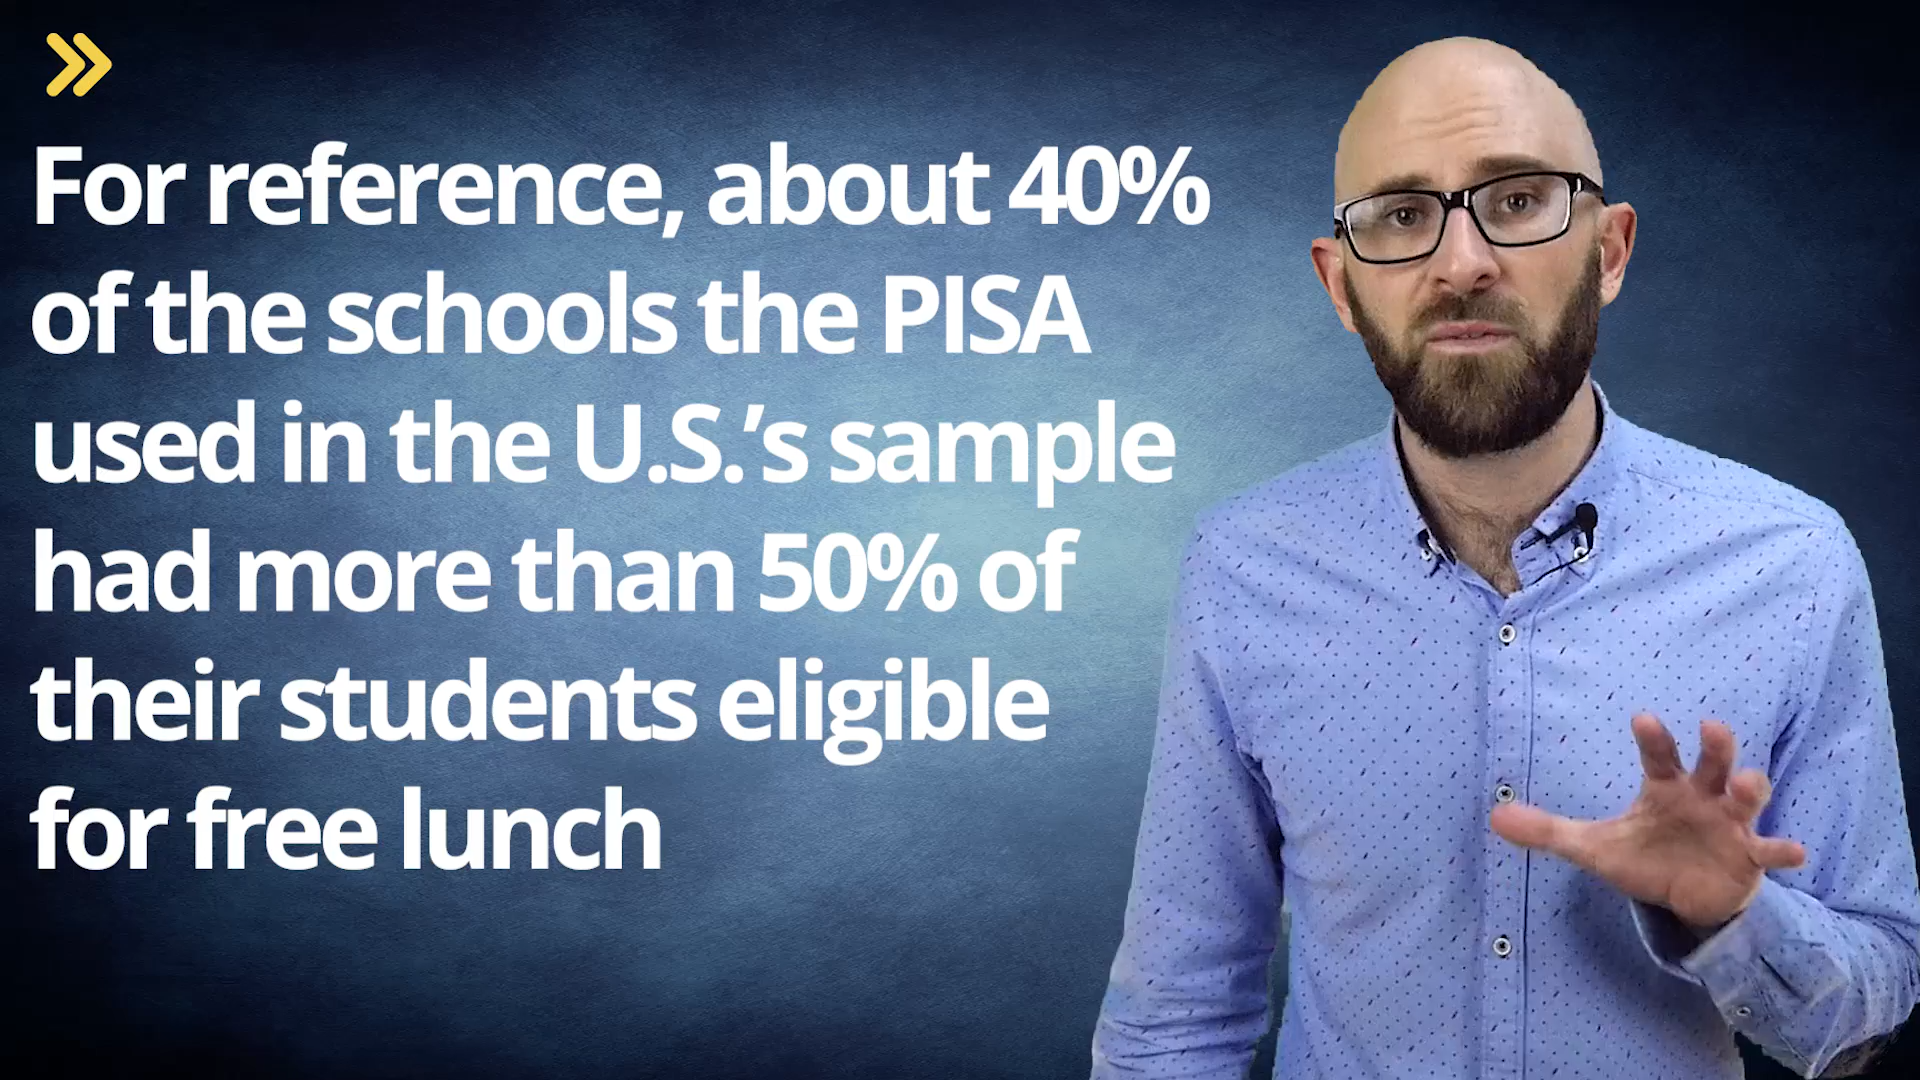 For reference, about 40%
of the schools the PISA
used in the U.S.’s sample
had more than 50% of
their students eligible
for free lunch